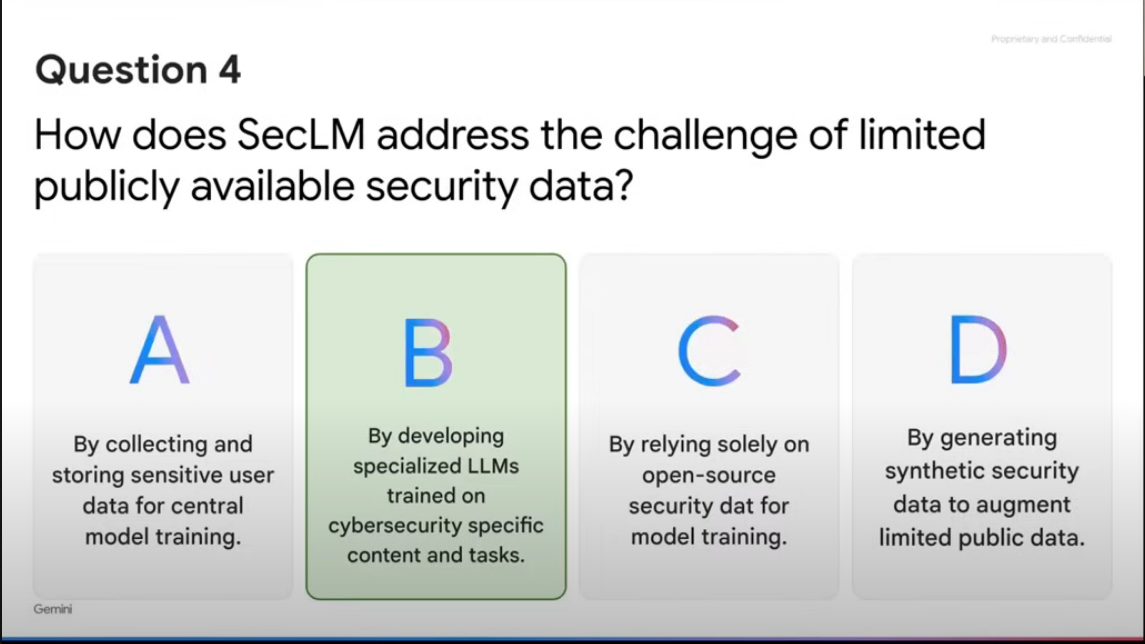 Proprietary and Confidential
Question 4
How does SecLM address the challenge of limited
publicly available security data?
A
By collecting and
storing sensitive user
data for central
model training.
B
By developing
specialized LLMs
trained on
cybersecurity specific
content and tasks.
C
By relying solely on
open-source
security dat for
model training.
D
By generating
synthetic security
data to augment
limited public data.
Gemini